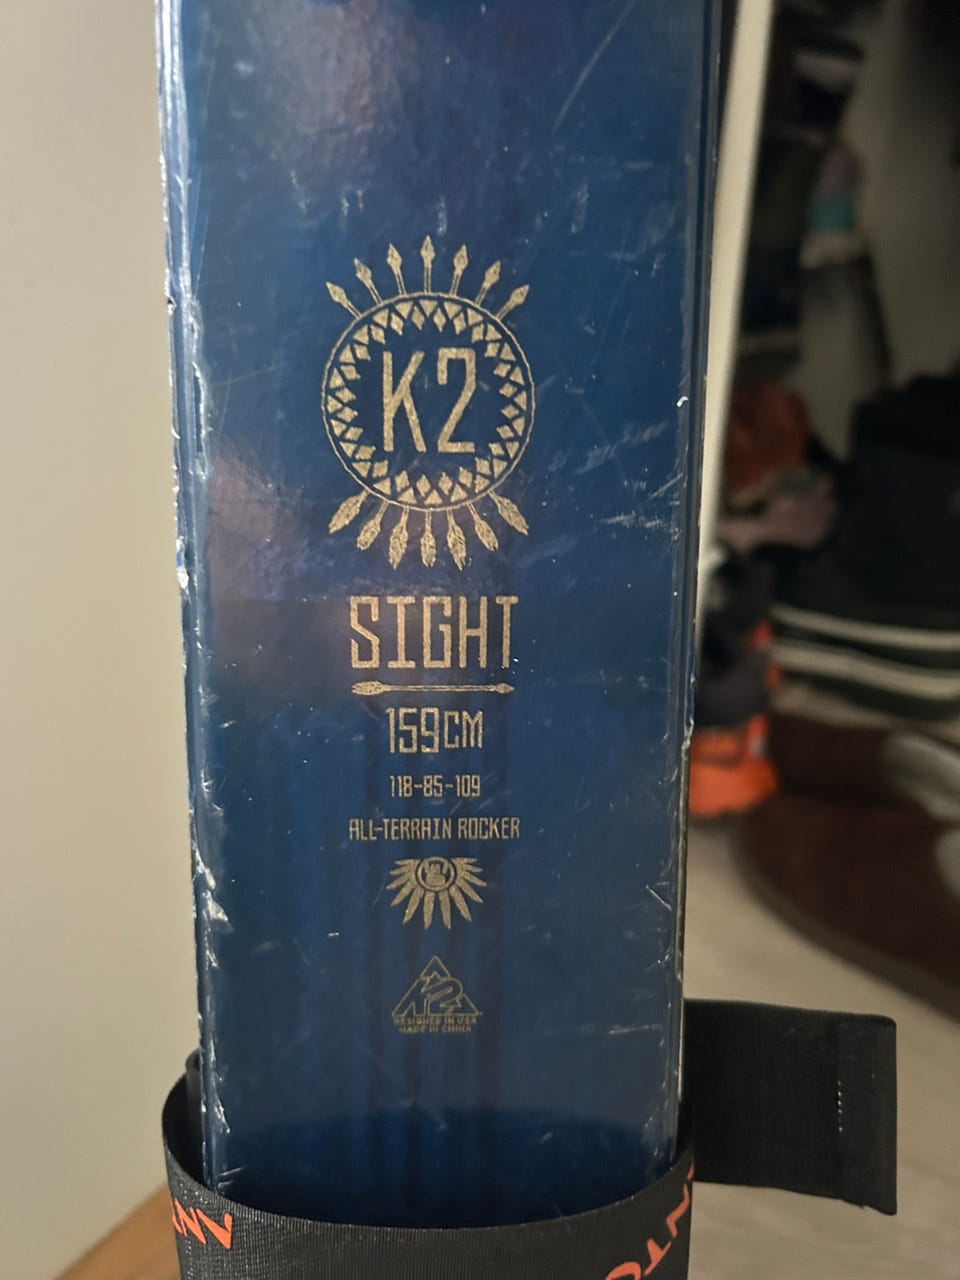 K2
SIGHT
159CM
118-85-109
ALL-TERRAIN ROCKER
K2
DESIGNED IN USA
MADE IN CHINA